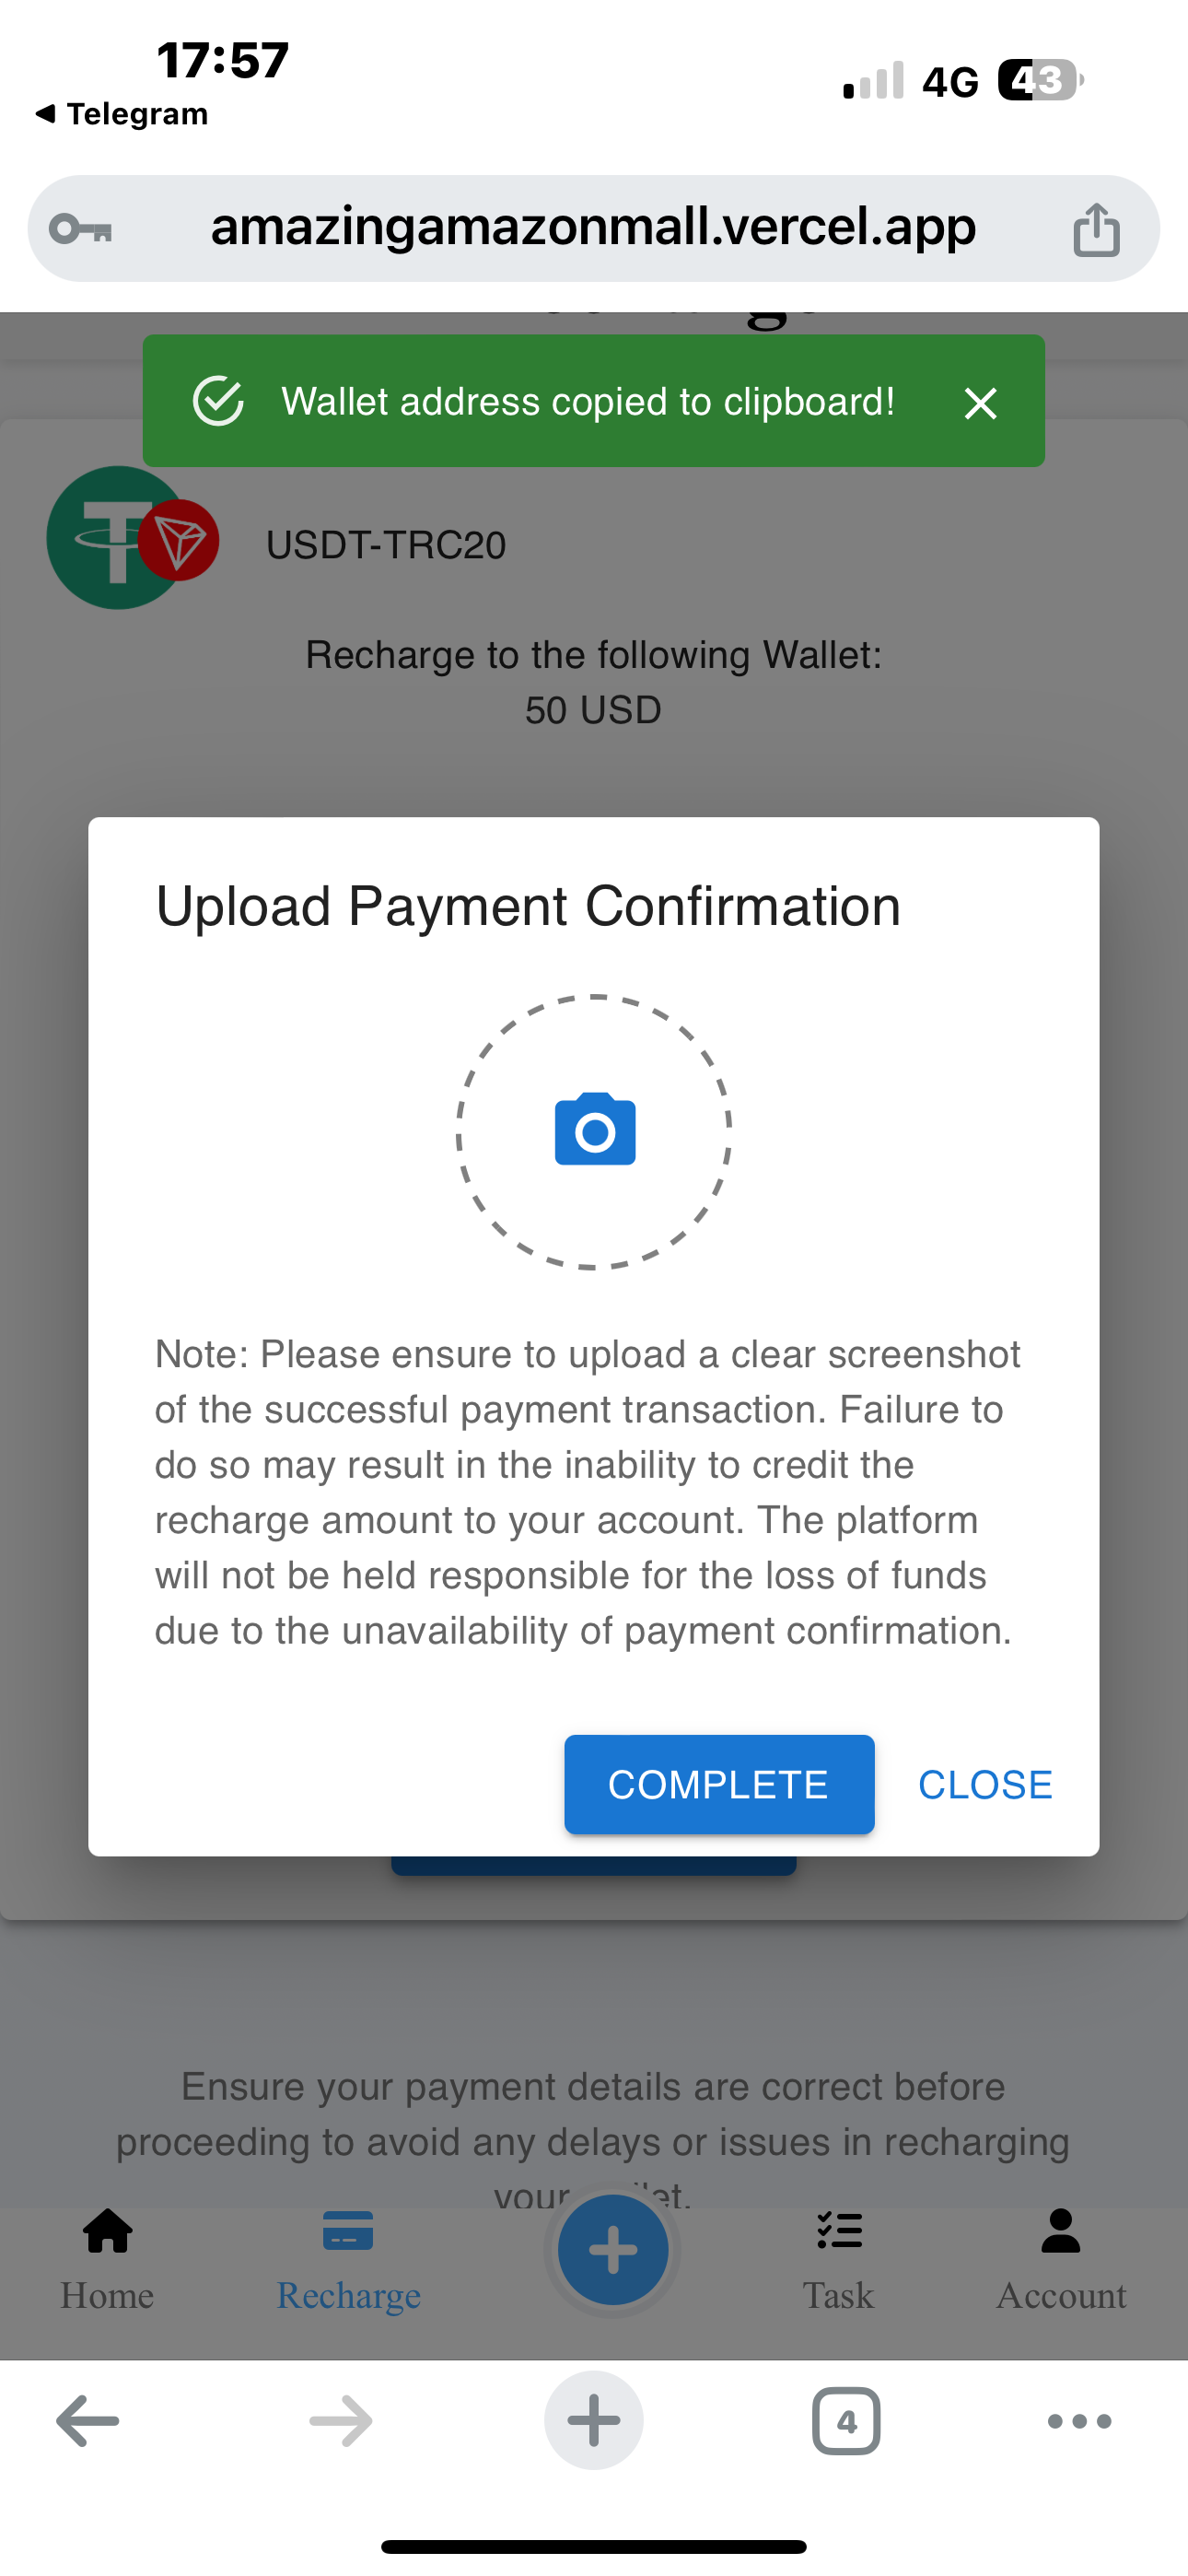 17:57
4G 43
Telegram
amazingamazonmall.vercel.app
Wallet address copied to clipboard!
USDT-TRC20
Recharge to the following Wallet:
50 USD
Upload Payment Confirmation
Note: Please ensure to upload a clear screenshot
of the successful payment transaction. Failure to
do so may result in the inability to credit the
recharge amount to your account. The platform
will not be held responsible for the loss of funds
due to the unavailability of payment confirmation.
COMPLETE CLOSE
Ensure your payment details are correct before
proceeding to avoid any delays or issues in recharging
your
Home Recharge Task Account
4